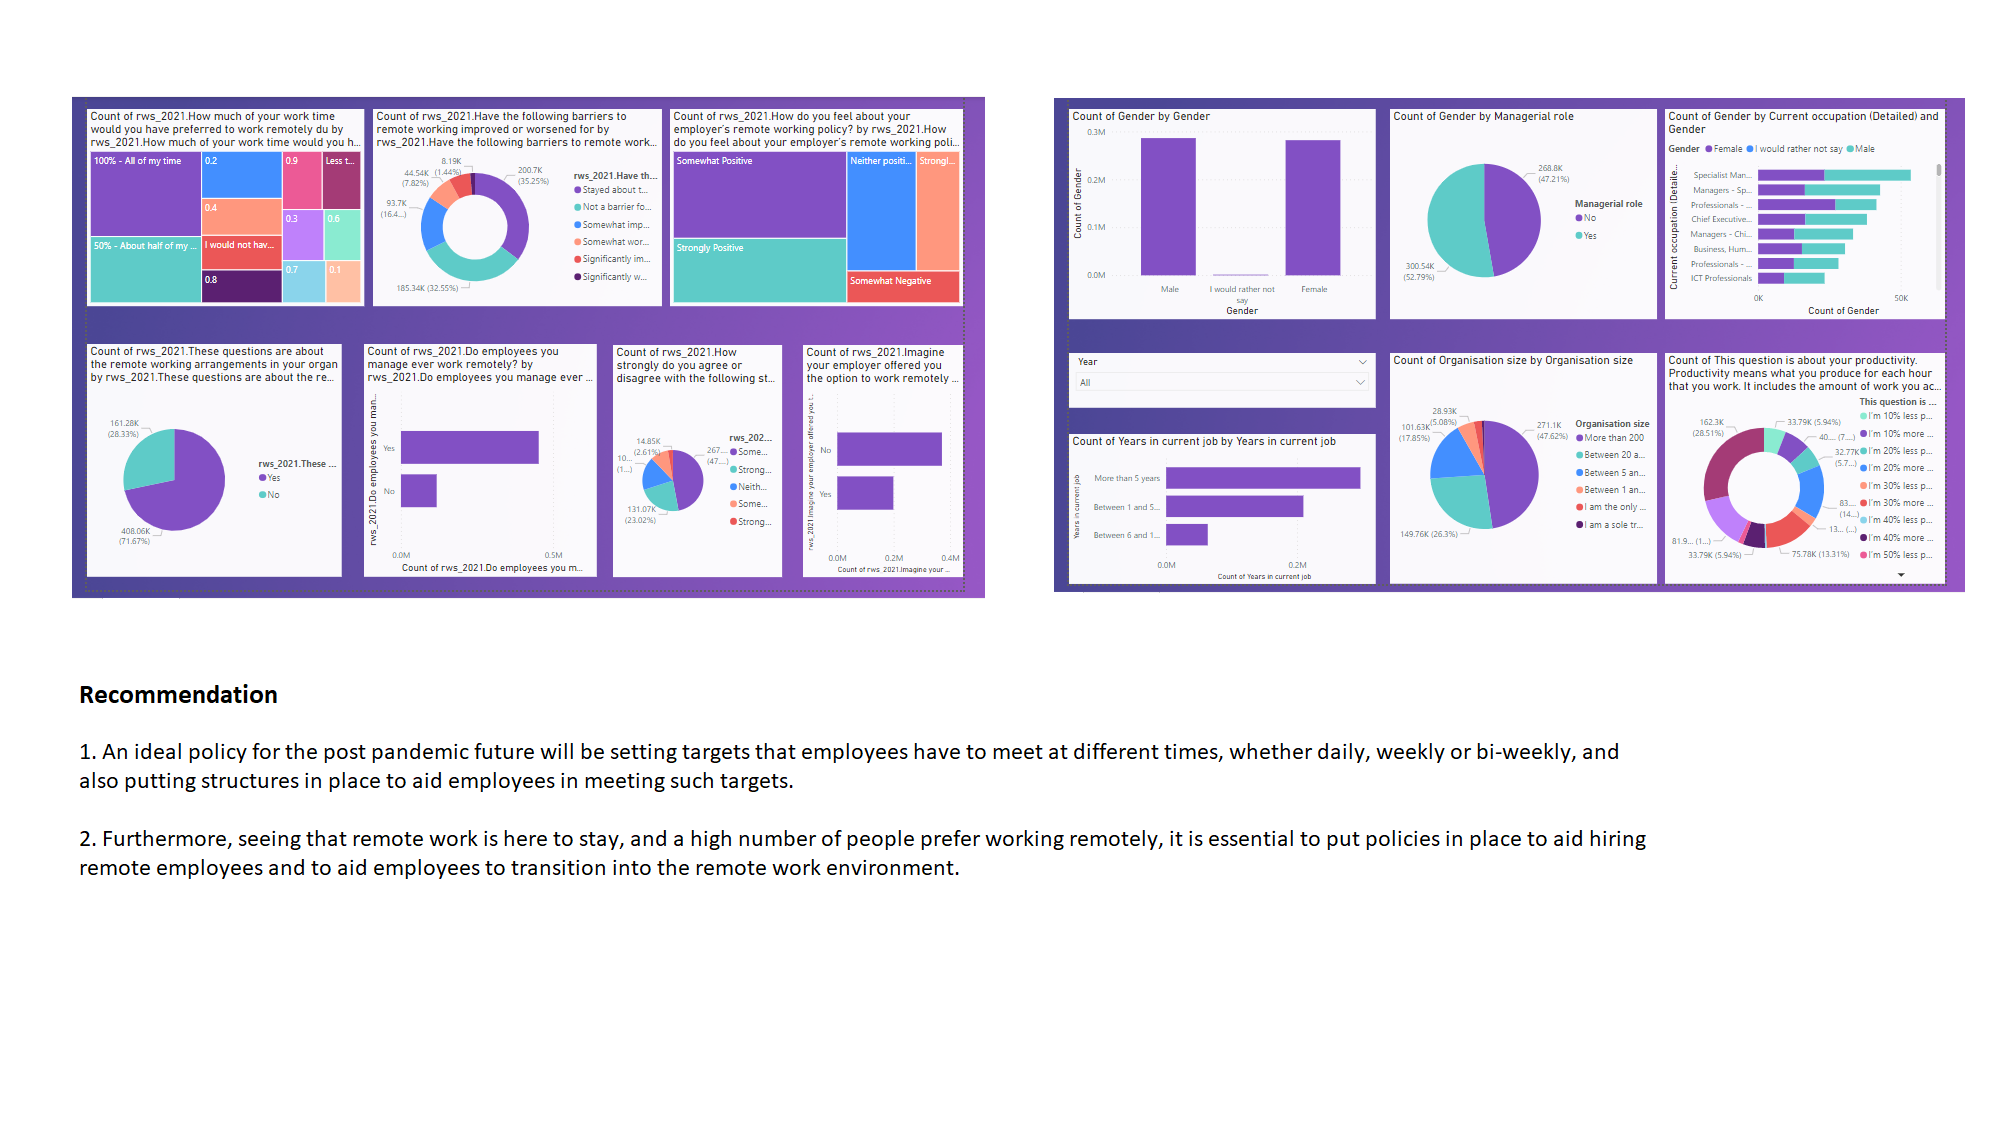 Count of rws_2021.How much of your work time
would you have preferred to work remotely du by
rws_2021.How much of your work time would you h...
100% - All of my time
0.2
0.9
Less t...
0.4
0.3
0.6
50% - About half of my ...
I would not hav...
0.8
0.7
0.1
Count of rws_2021.Have the following barriers to
remote working improved or worsened for by
rws_2021.Have the following barriers to remote work...
8.19K
(1.44%)
44.54K
(7.82%)
93.7K
(16.4...)
200.7K
(35.25%)
185.34K (32.55%)
rws_2021.Have th...
Stayed about t...
Not a barrier fo...
Somewhat imp...
Somewhat wor...
Significantly im...
Significantly w...
Count of rws_2021.How do you feel about your
employer's remote working policy? by rws_2021.How
do you feel about your employer's remote working poli...
Somewhat Positive
Neither positi...
Strongl...
Strongly Positive
Somewhat Negative
Count of rws_2021.These questions are about
the remote working arrangements in your organ
by rws_2021.These questions are about the re...
161.28K
(28.33%)
408.06K
(71.67%)
rws_2021.These ...
Yes
No
Count of rws_2021.Do employees you
manage ever work remotely? by
rws_2021.Do employees you manage ever ...
rws_2021.Do employees you man...
Yes
No
0.0M
0.5M
Count of rws_2021.Do employees you m...
Count of rws_2021.How
strongly do you agree or
disagree with the following st...
14.85K
(2.61%)
10...
(1...)
267...
(47...)
131.07K
(23.02%)
rws_202...
Some...
Strong...
Neith...
Some...
Strong...
Count of rws_2021.Imagine
your employer offered you
the option to work remotely ...
rws_2021.Imagine your employer offered you t...
No
Yes
0.0M
0.2M
0.4M
Count of rws_2021.Imagine your ...
Count of Gender by Gender
Count of Gender
0.3M
0.2M
0.1M
0.0M
Male
I would rather not
say
Female
Gender
Count of Gender by Managerial role
268.8K
(47.21%)
300.54K
(52.79%)
Managerial role
No
Yes
Count of Gender by Current occupation (Detailed) and
Gender
Gender Female I would rather not say Male
Current occupation (Detaile...
Specialist Man...
Managers - Sp...
Professionals - ...
Chief Executive...
Managers - Chi...
Business, Hum...
Professionals - ...
ICT Professionals
0K
50K
Count of Gender
Year
All
Count of Years in current job by Years in current job
Years in current job
More than 5 years
Between 1 and 5...
Between 6 and 1...
0.0M
0.2M
Count of Years in current job
Count of Organisation size by Organisation size
28.93K
(5.08%)
101.63K
(17.85%)
271.1K
(47.62%)
149.76K (26.3%)
Organisation size
More than 200
Between 20 a...
Between 5 an...
Between 1 an...
I am the only ...
I am a sole tr...
Count of This question is about your productivity.
Productivity means what you produce for each hour
that you work. It includes the amount of work you ac...
162.3K
(28.51%)
33.79K (5.94%)
40... (7....)
32.77K
(5.7...)
83...
(14...)
13... (...)
75.78K (13.31%)
33.79K (5.94%)
81.9... (1...)
This question is ...
I'm 10% less p...
I'm 10% more ...
I'm 20% less p...
I'm 20% more ...
I'm 30% less p...
I'm 30% more ...
I'm 40% less p...
I'm 40% more ...
I'm 50% less p...
Recommendation
1. An ideal policy for the post pandemic future will be setting targets that employees have to meet at different times, whether daily, weekly or bi-weekly, and
also putting structures in place to aid employees in meeting such targets.
2. Furthermore, seeing that remote work is here to stay, and a high number of people prefer working remotely, it is essential to put policies in place to aid hiring
remote employees and to aid employees to transition into the remote work environment.